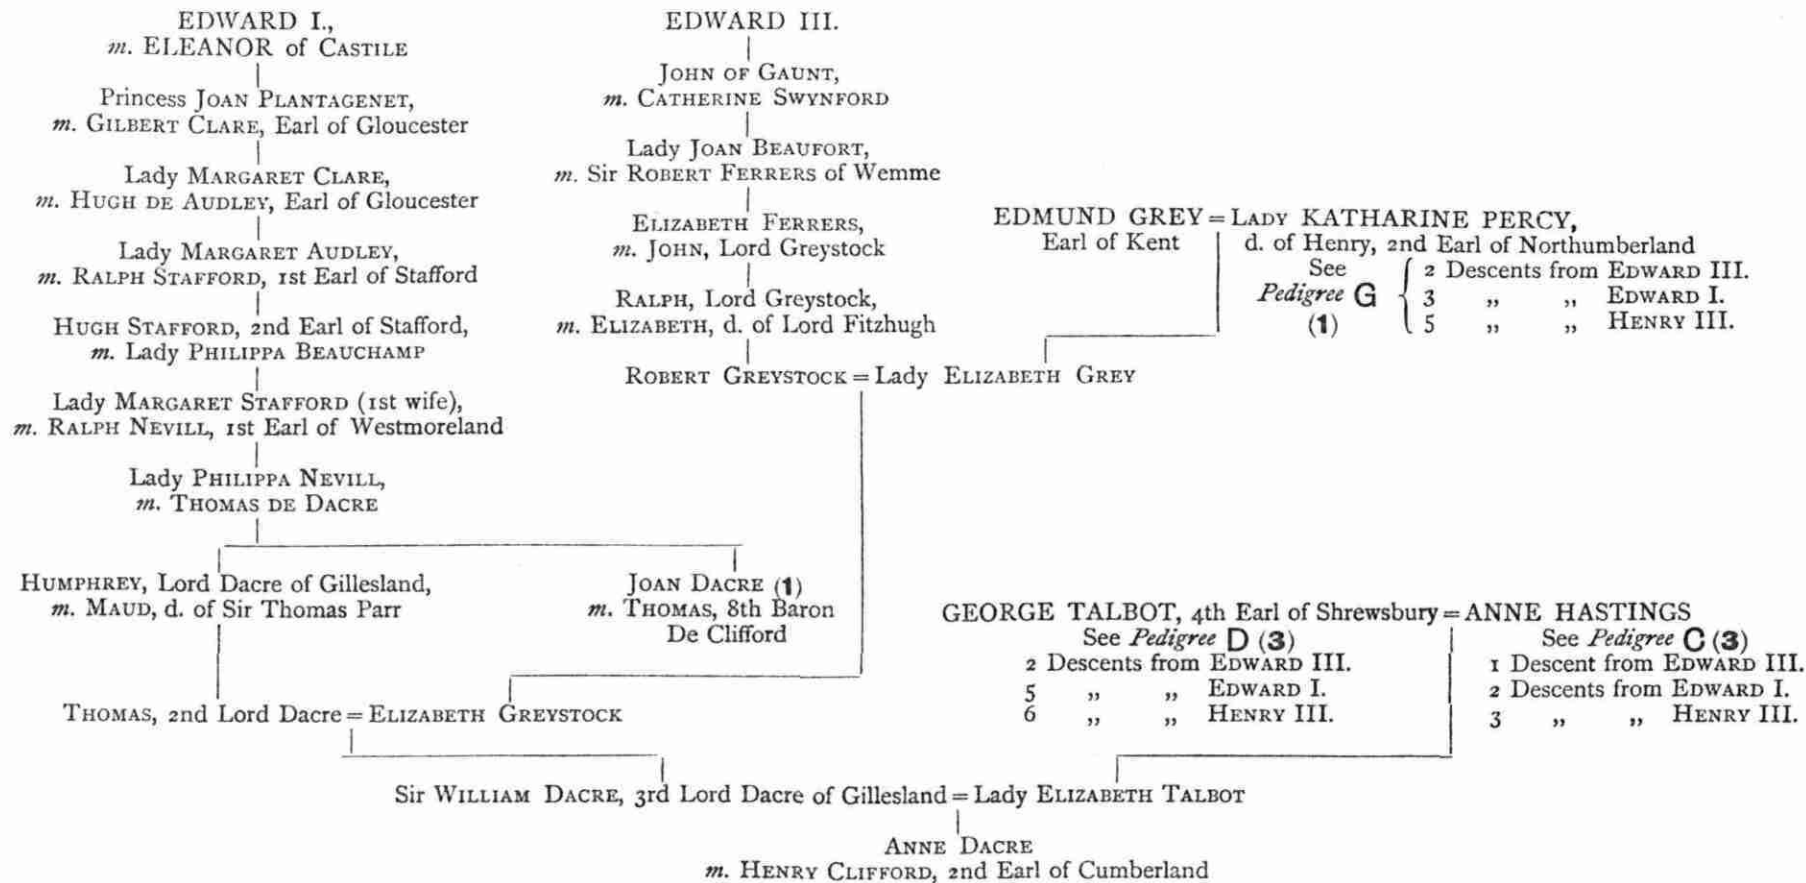 EDWARD I.,
m. ELEANOR of CASTILE
Princess JOAN PLANTAGENET,
m. GILBERT CLARE, Earl of Gloucester
Lady MARGARET CLARE,
m. HUGH DE AUDLEY, Earl of Gloucester
Lady MARGARET AUDLEY,
m. RALPH STAFFORD, 1st Earl of Stafford
HUGH STAFFORD, 2nd Earl of Stafford,
m. Lady PHILIPPA BEAUCHAMP
Lady MARGARET STAFFORD (1st wife),
m. RALPH NEVILL, 1st Earl of Westmoreland
Lady PHILIPPA NEVILL,
m. THOMAS DE DACRE
EDWARD III.
JOHN OF GAUNT,
m. CATHERINE SWYNFORD
Lady JOAN BEAUFORT,
m. Sir ROBERT FERRERS of Wemme
ELIZABETH FERRERS,
m. JOHN, Lord Greystock
RALPH, Lord Greystock,
m. ELIZABETH, d. of Lord Fitzhugh
EDMUND GREY = LADY KATHARINE PERCY,
Earl of Kent d. of Henry, 2nd Earl of Northumberland
See 2 Descents from EDWARD III.
Pedigree G 3 „ „ EDWARD I.
(1) 5 „ „ HENRY III.
ROBERT GREYSTOCK = Lady ELIZABETH GREY
HUMPHREY, Lord Dacre of Gillesland,
m. MAUD, d. of Sir Thomas Parr
JOAN DACRE (1)
m. THOMAS, 8th Baron
De Clifford
GEORGE TALBOT, 4th Earl of Shrewsbury = ANNE HASTINGS
See Pedigree D (3)
2 Descents from EDWARD III.
5 „ „ EDWARD I.
6 „ „ HENRY III.
See Pedigree C (3)
1 Descent from EDWARD III.
2 Descents from EDWARD I.
3 „ „ HENRY III.
THOMAS, 2nd Lord Dacre = ELIZABETH GREYSTOCK
Sir WILLIAM DACRE, 3rd Lord Dacre of Gillesland = Lady ELIZABETH TALBOT
ANNE DACRE
m. HENRY CLIFFORD, 2nd Earl of Cumberland